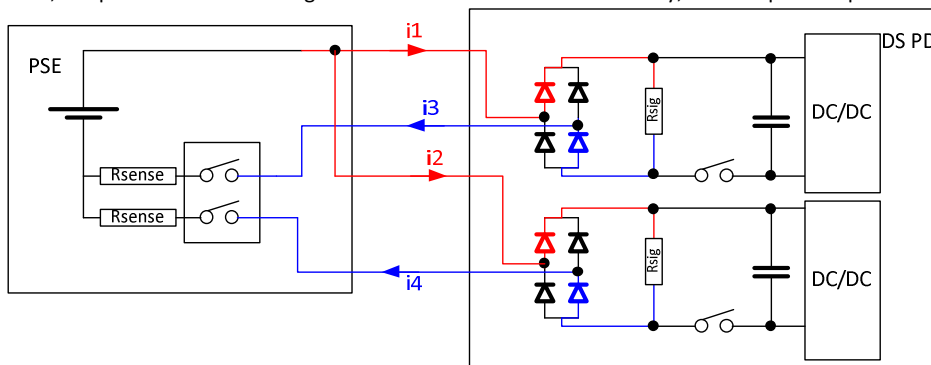 i1
PSE
DS PD
Rsig
DC/DC
i3
i2
Rsense
Rsense
i4
Rsig
DC/DC